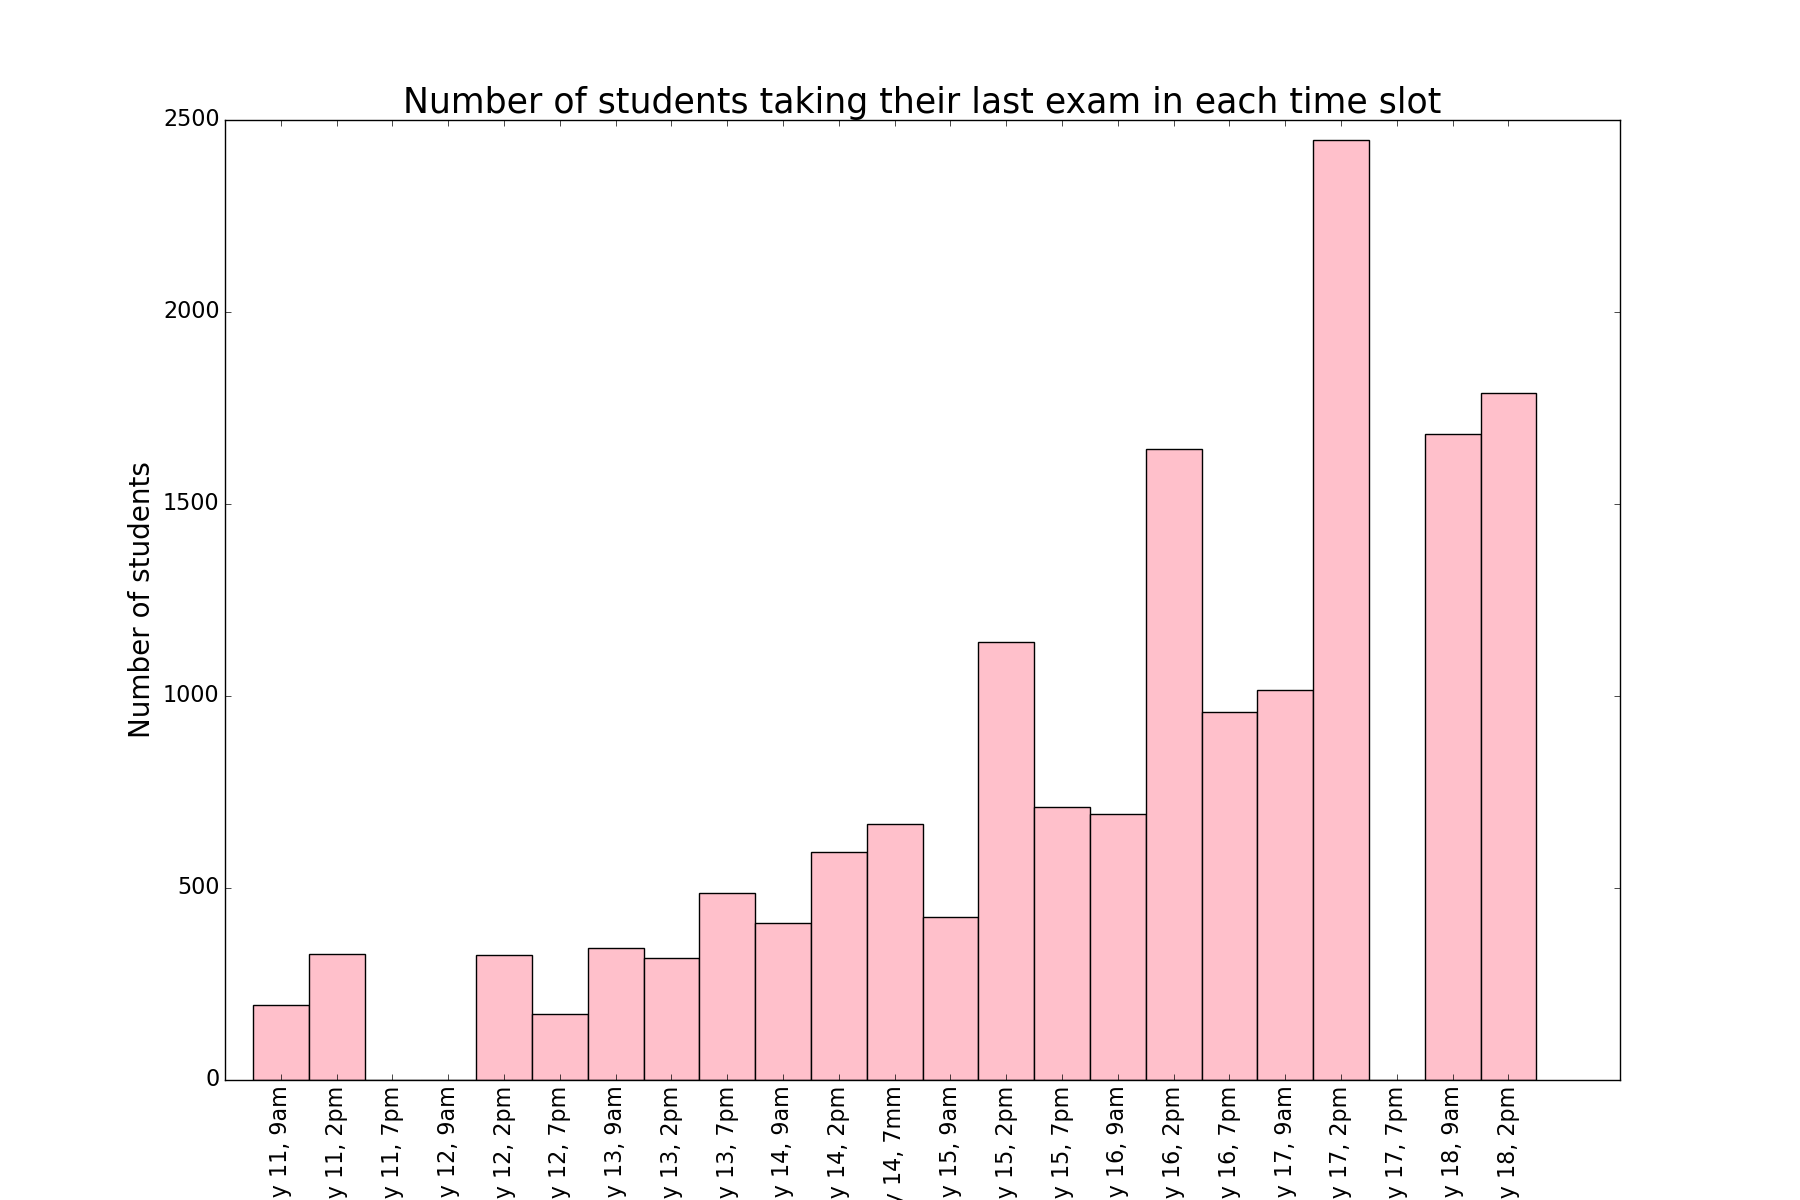 Number of students taking their last exam in each time slot
2500
2000
1500
1000
500
0
Number of students
y 11, 9am
y 11, 2pm
y 11, 7pm
y 12, 9am
y 12, 2pm
y 12, 7pm
y 13, 9am
y 13, 2pm
y 13, 7pm
y 14, 9am
y 14, 2pm
y 14, 7mm
y 15, 9am
y 15, 2pm
y 15, 7pm
y 16, 9am
y 16, 2pm
y 16, 7pm
y 17, 9am
y 17, 2pm
y 17, 7pm
y 18, 9am
y 18, 2pm